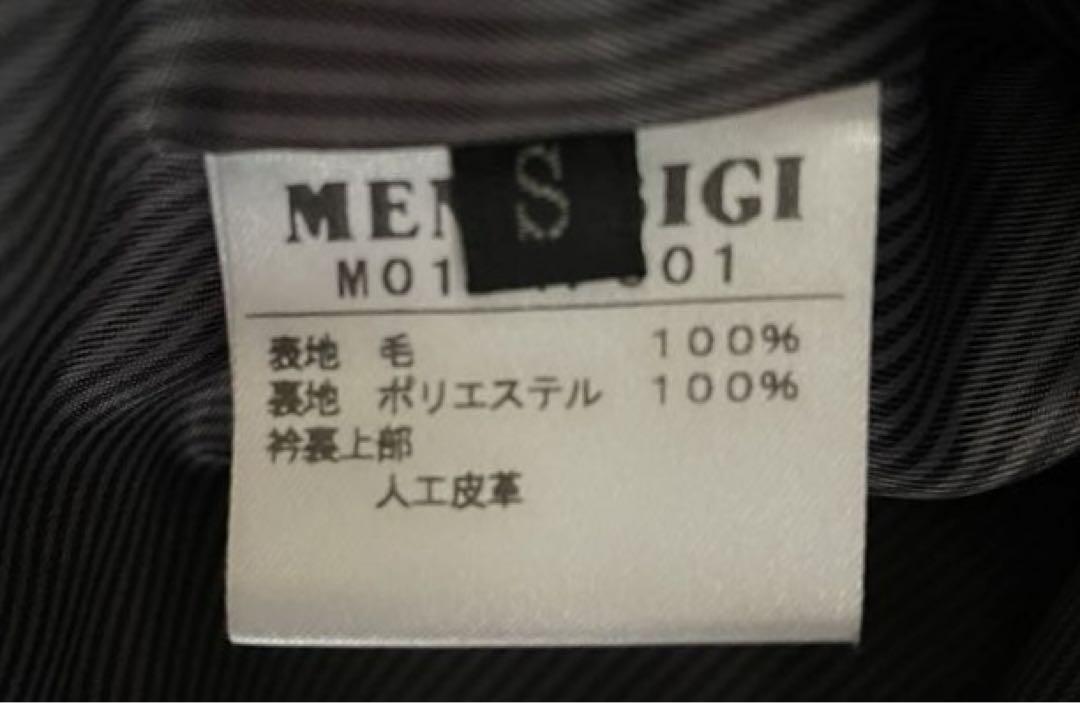 S
MEN IGI
M01 01
表地 毛 100%
裏地 ポリエステル 100%
衿裏上部
人工皮革